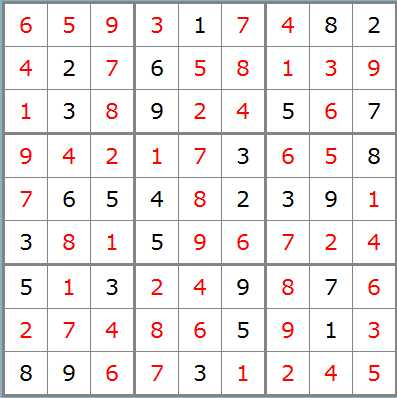 6 5 9 3 1 7 4 8 2
4 2 7 6 5 8 1 3 9
1 3 8 9 2 4 5 6 7
9 4 2 1 7 3 6 5 8
7 6 5 4 8 2 3 9 1
3 8 1 5 9 6 7 2 4
5 1 3 2 4 9 8 7 6
2 7 4 8 6 5 9 1 3
8 9 6 7 3 1 2 4 5